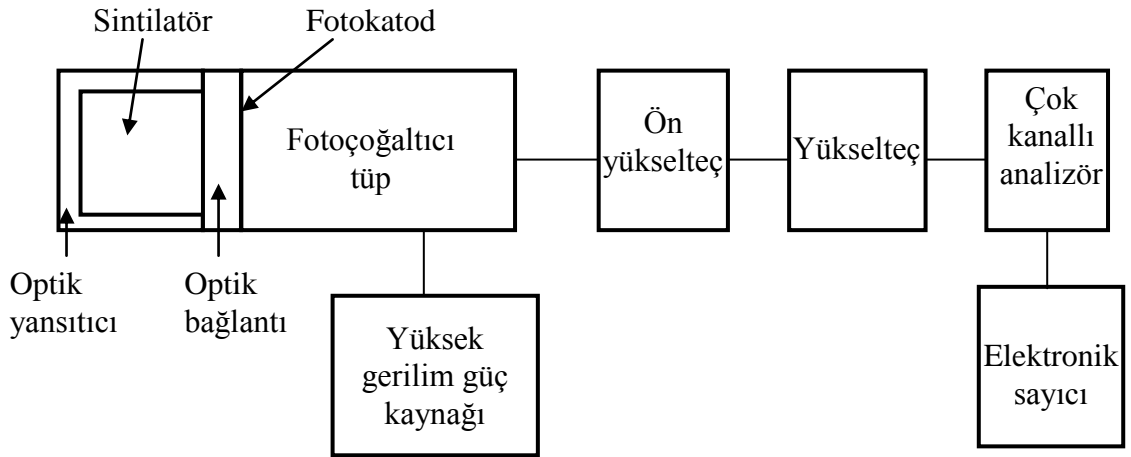 Sintilatör
Fotokatod
Fotoçoğaltıcı
tüp
Ön
yükselteç
Yükselteç
Çok
kanallı
analizör
Optik
yansıtıcı
Optik
bağlantı
Yüksek
gerilim güç
kaynağı
Elektronik
sayıcı